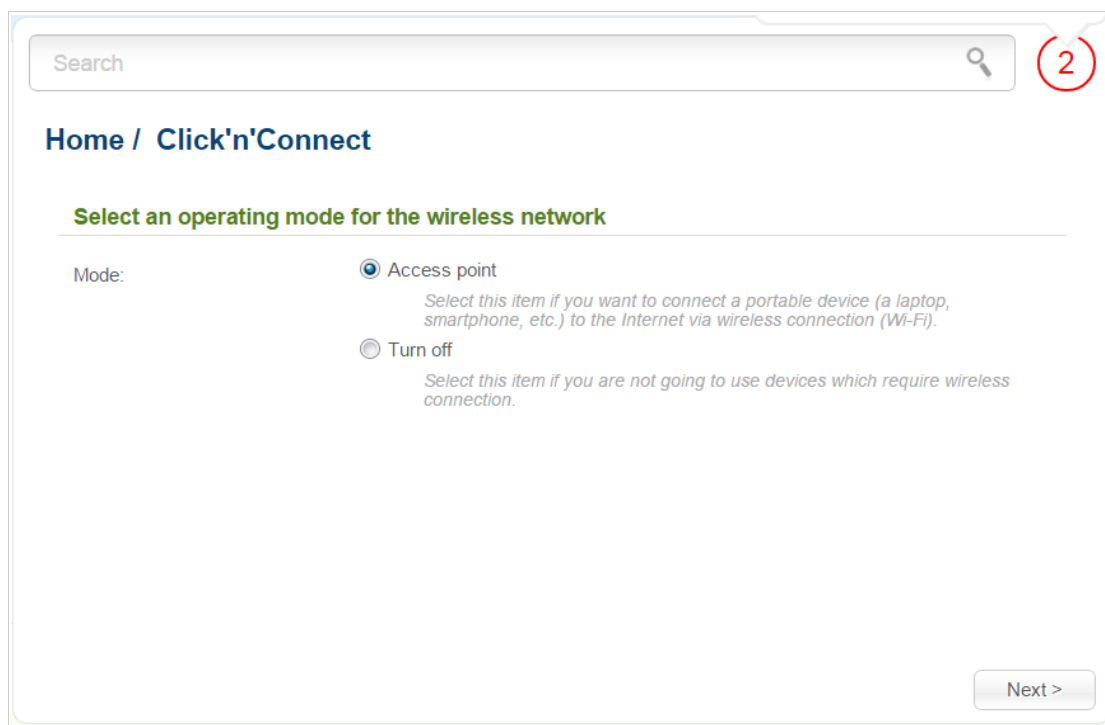 Search
2
Home / Click'n'Connect
Select an operating mode for the wireless network
Mode:
Access point
Select this item if you want to connect a portable device (a laptop,
smartphone, etc.) to the Internet via wireless connection (Wi-Fi).
Turn off
Select this item if you are not going to use devices which require wireless
connection.
Next >